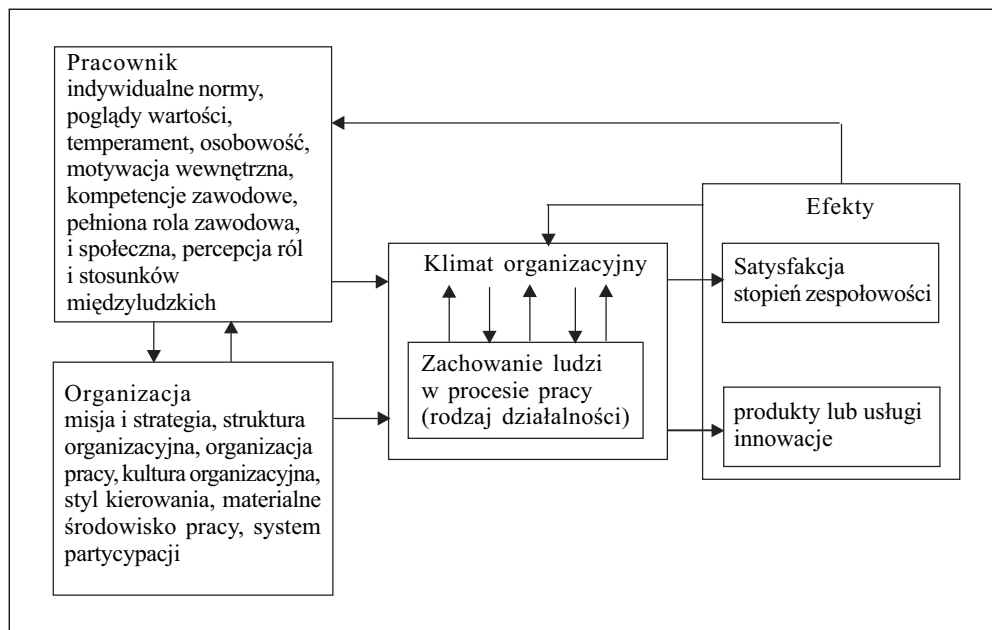 Pracownik
indywidualne normy,
poglądy wartości,
temperament, osobowość,
motywacja wewnętrzna,
kompetencje zawodowe,
pełniona rola zawodowa,
i społeczna, percepcja ról
i stosunków
międzyludzkich
Organizacja
misja i strategia, struktura
organizacyjna, organizacja
pracy, kultura organizacyjna,
styl kierowania, materialne
środowisko pracy, system
partycypacji
Klimat organizacyjny
Zachowanie ludzi
w procesie pracy
(rodzaj działalności)
Efekty
Satysfakcja
stopień zespołowości
produkty lub usługi
innowacje